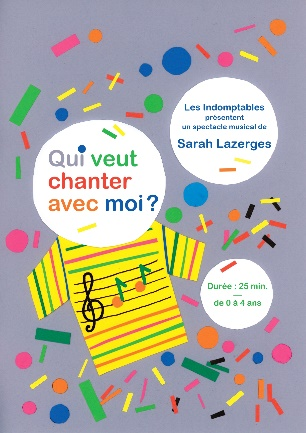 Les Indomptables
présentent
un spectacle musical de
Sarah Lazerges
Qui veut
chanter
avec moi ?
Durée : 25 min.
—
de 0 à 4 ans